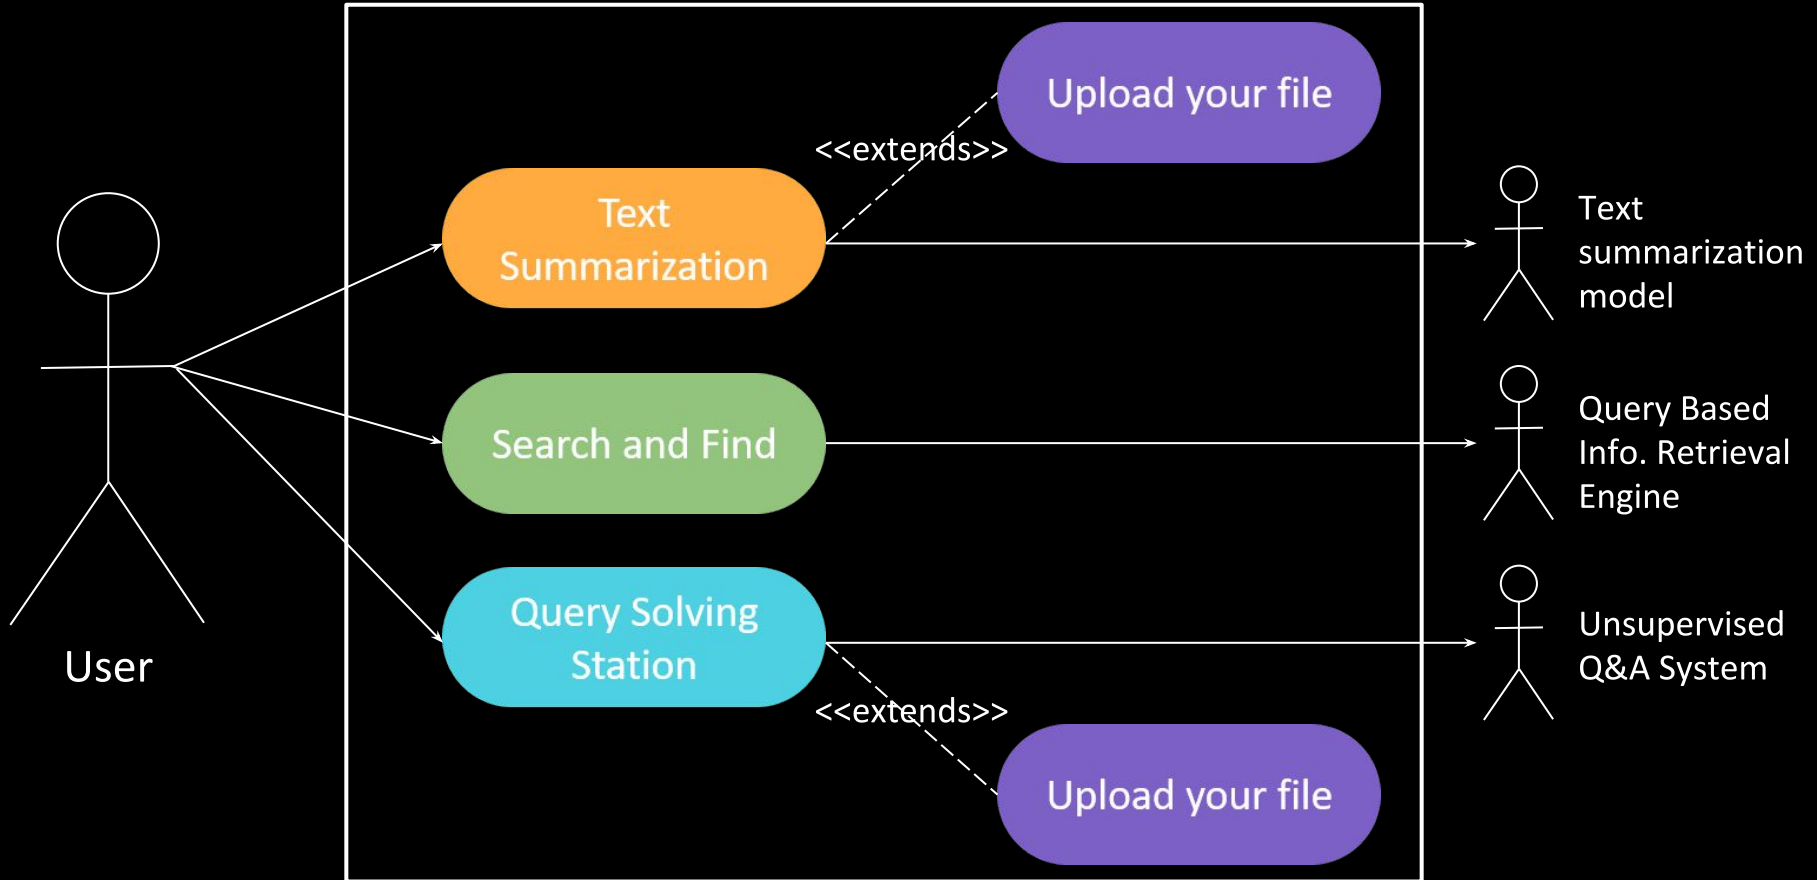 Upload your file
<<extends>>
Text
Summarization
Text
summarization
model
Search and Find
Query Based
Info. Retrieval
Engine
Query Solving
Station
Unsupervised
Q&A System
User
<<extends>>
Upload your file